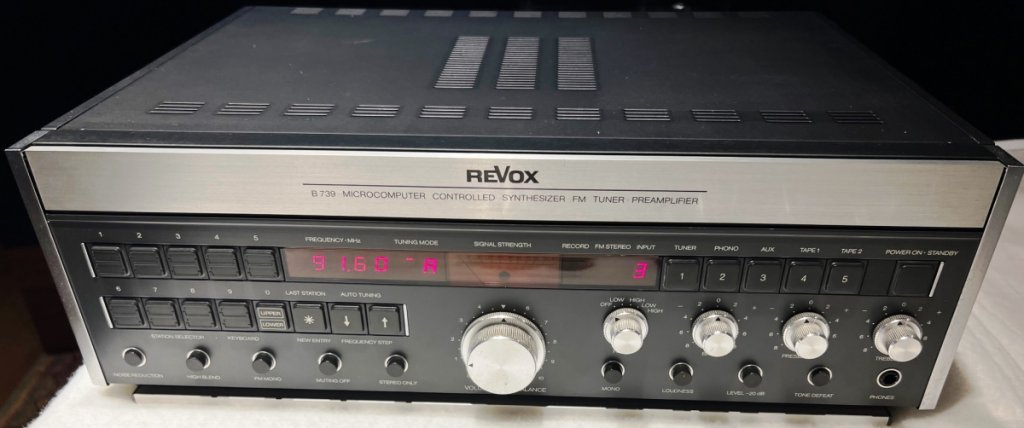 REVOX
B 739 · MICROCOMPUTER CONTROLLED SYNTHESIZER FM TUNER · PREAMPLIFIER
1 2 3 4 5 FREQUENCY · MHz TUNING MODE SIGNAL STRENGTH RECORD FM STEREO INPUT TUNER PHONO AUX TAPE 1 TAPE 2 POWER ON · STANDBY
91.60 A 3 1 2 3 4 5
6 7 8 9 0 LAST STATION AUTO TUNING
UPPER
LOWER
LOW HIGH
OFF LOW
HIGH
STATION SELECTOR KEYBOARD NEW ENTRY FREQUENCY STEP
NOISE REDUCTION HIGH BLEND FM-MONO MUTING OFF STEREO ONLY MONO LOUDNESS LEVEL -20 dB TONE DEFEAT PHONES